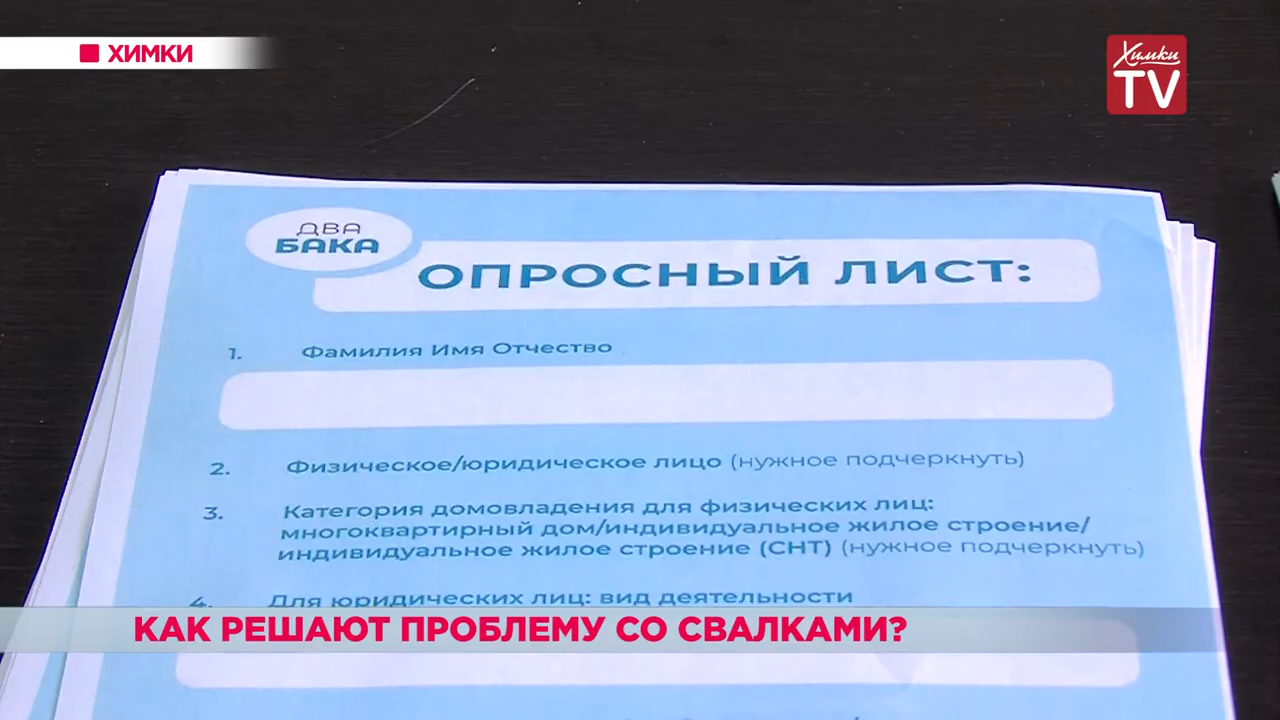 ХИМКИ
Химки
TV
ДВА
БАКА
ОПРОСНЫЙ ЛИСТ:
1. Фамилия Имя Отчество
2. Физическое/юридическое лицо (нужное подчеркнуть)
3. Категория домовладения для физических лиц:
многоквартирный дом/индивидуальное жилое строение/
индивидуальное жилое строение (СНТ) (нужное подчеркнуть)
4. Для юридических лиц: вид деятельности
КАК РЕШАЮТ ПРОБЛЕМУ СО СВАЛКАМИ?